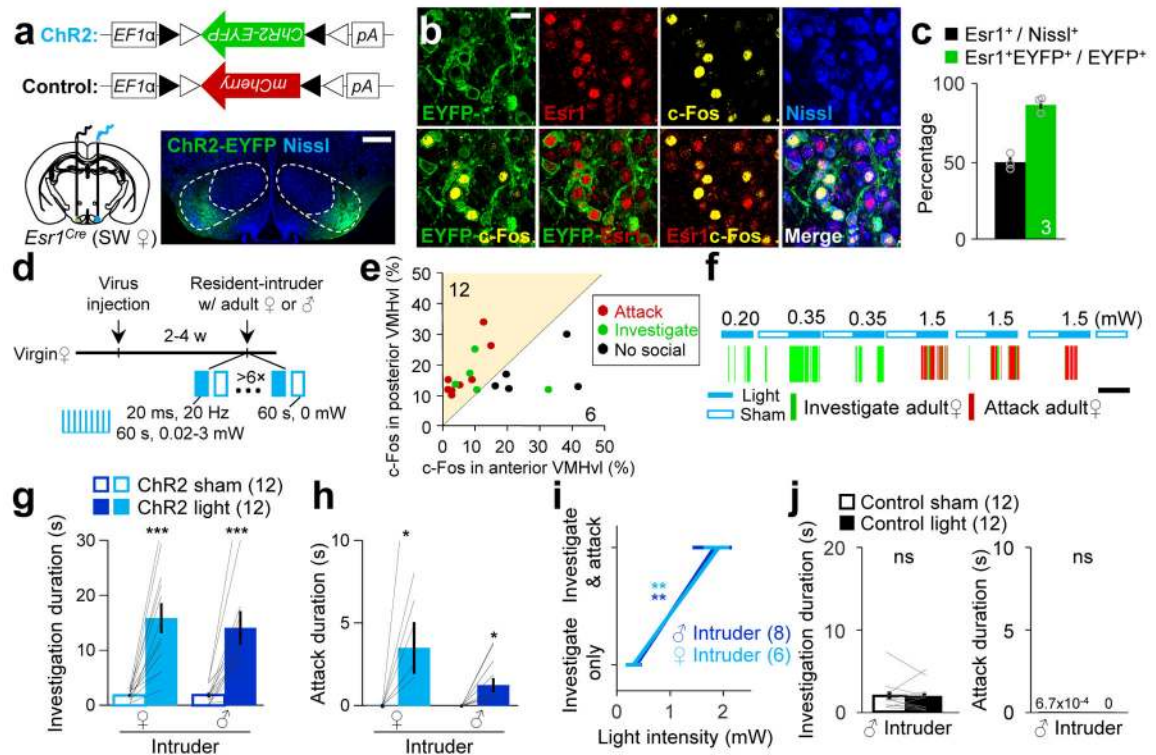 a
ChR2: EF1α ChR2-EYFP pA
Control: EF1α mCherry pA
ChR2-EYFP Nissl
Esr1Cre (SW ♀)
b
EYFP Esr1 c-Fos Nissl
EYFP c-Fos EYFP Esr1 Esr1 c-Fos Merge
c
Esr1+ / Nissl+
Esr1+EYFP+ / EYFP+
Percentage
100
50
0
3
d
Virus
injection
Resident-intruder
w/ adult ♀ or ♂
2-4 w
Virgin♀
>6×
20 ms, 20 Hz
60 s, 0.02-3 mW
60 s, 0 mW
e
c-Fos in posterior VMHvl (%)
50
40
30
20
10
0
12
6
0 10 20 30 40 50
c-Fos in anterior VMHvl (%)
Attack
Investigate
No social
f
0.20 0.35 0.35 1.5 1.5 1.5 (mW)
Light
Sham
Investigate adult♀
Attack adult♀
g
ChR2 sham (12)
ChR2 light (12)
Investigation duration (s)
30
20
10
0
*** ***
♀ ♂
Intruder
h
Attack duration (s)
10
5
0
* *
♀ ♂
Intruder
i
Investigate
& attack
Investigate
only
**
**
♂ Intruder (8)
♀ Intruder (6)
0 1 2
Light intensity (mW)
j
Control sham (12)
Control light (12)
Investigation duration (s)
20
10
0
ns
♂ Intruder
Attack duration (s)
10
5
0
ns
6.7x10-4 0
♂ Intruder